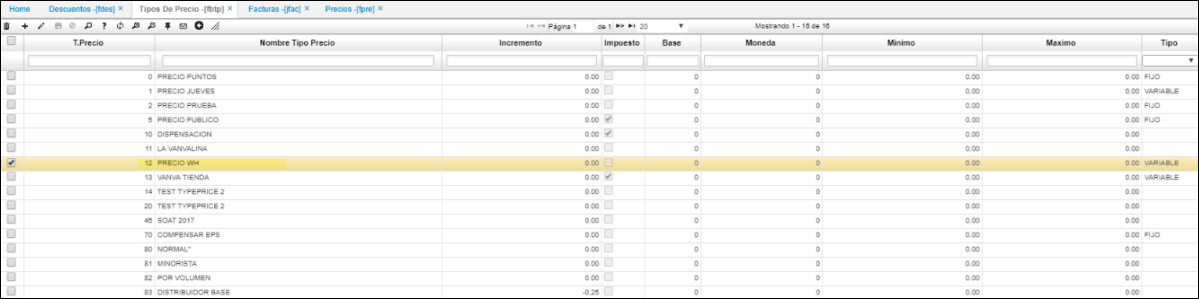 Home Descuentos -[fdes] × Tipos De Precio -[fbtp] × Facturas -[jfac] × Precios -[fpre] ×
Página 1 de 1 20 Mostrando 1 - 16 de 16
T.Precio Nombre Tipo Precio Incremento Impuesto Base Moneda Minimo Maximo Tipo
0 PRECIO PUNTOS 0.00 0 0 0.00 0.00 FIJO
1 PRECIO JUEVES 0.00 0 0 0.00 0.00 VARIABLE
2 PRECIO PRUEBA 0.00 0 0 0.00 0.00 FIJO
5 PRECIO PUBLICO 0.00 0 0 0.00 0.00 FIJO
10 DISPENSACION 0.00 0 0 0.00 0.00
11 LA VANVALINA 0.00 0 0 0.00 0.00
12 PRECIO WH 0.00 0 0 0.00 0.00 VARIABLE
13 VANVA TIENDA 0.00 0 0 0.00 0.00 VARIABLE
14 TEST TYPEPRICE 2 0.00 0 0 0.00 0.00
20 TEST TYPEPRICE 2 0.00 0 0 0.00 0.00
45 SOAT 2017 0.00 0 0 0.00 0.00
70 COMPENSAR EPS 0.00 0 0 0.00 0.00 FIJO
80 NORMAL" 0.00 0 0 0.00 0.00
81 MINORISTA 0.00 0 0 0.00 0.00
82 POR VOLUMEN 0.00 0 0 0.00 0.00
83 DISTRIBUIDOR BASE -0.25 0 0 0.00 0.00